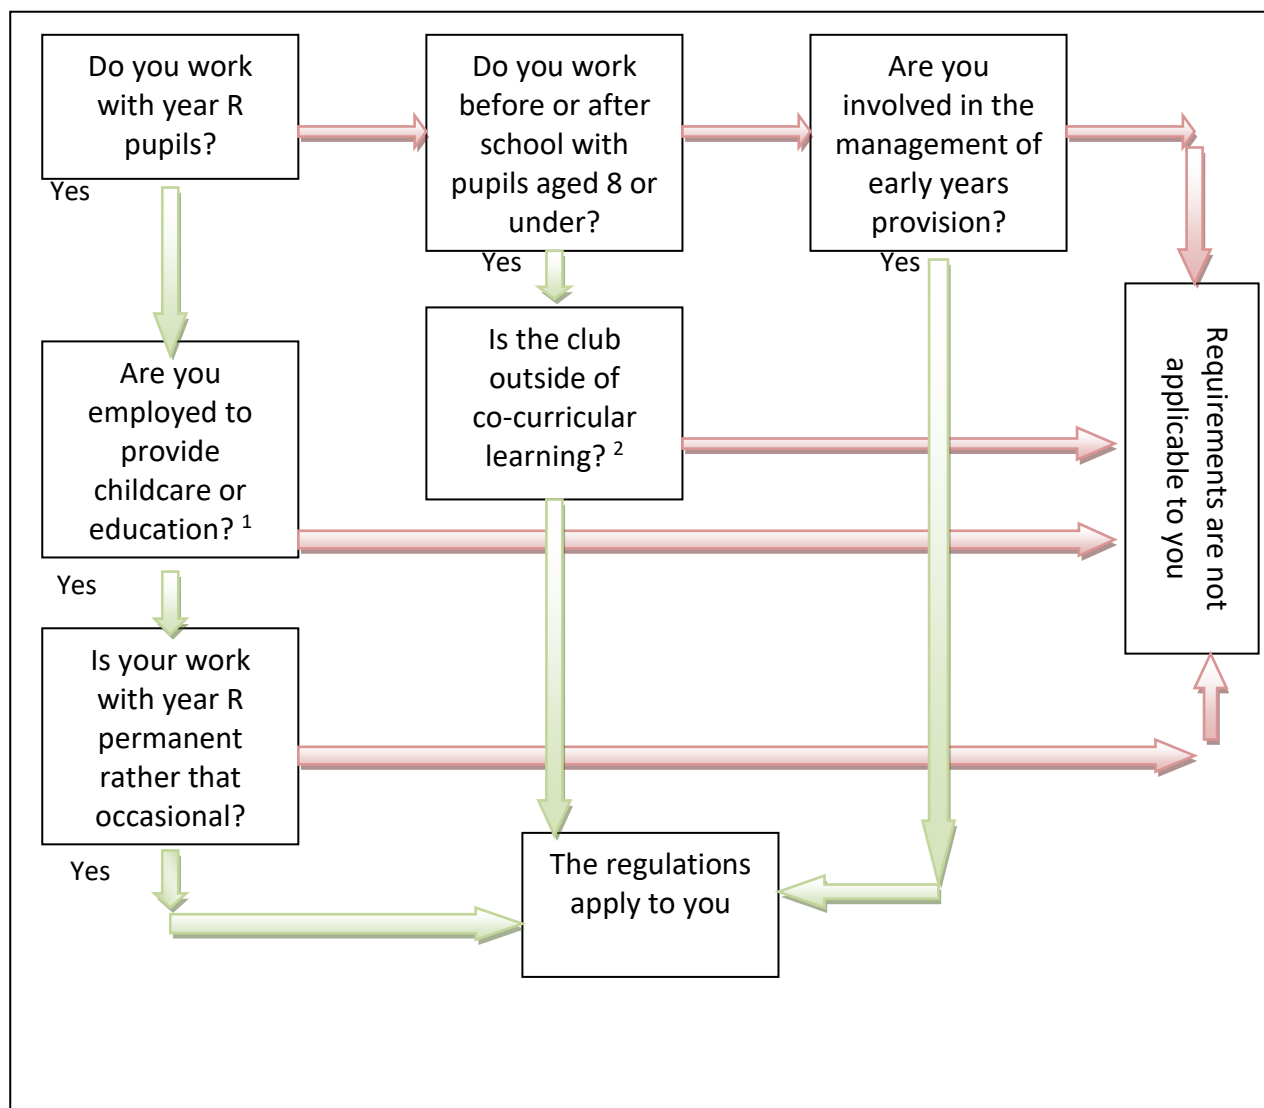 Do you work
with year R
pupils?
Yes
Do you work
before or after
school with
pupils aged 8 or
under?
Yes
Are you
involved in the
management of
early years
provision?
Yes
Are you
employed to
provide
childcare or
education? 1
Yes
Is the club
outside of
co-curricular
learning? 2
Requirements are not
applicable to you
Is your work
with year R
permanent
rather that
occasional?
Yes
The regulations
apply to you